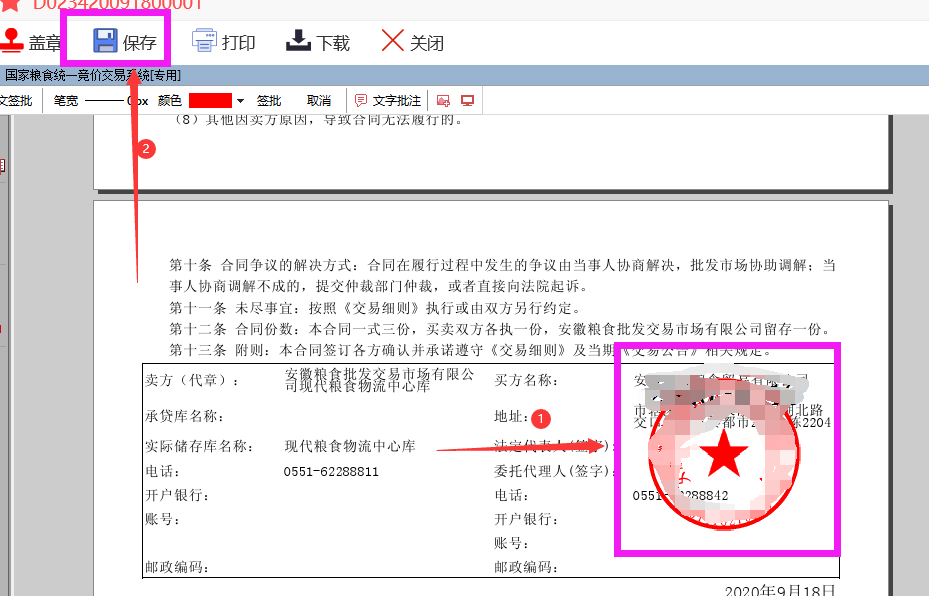 D023420091800001
盖章 保存 打印 下载 关闭
国家粮食统一竞价交易系统[专用]
文签批 笔宽 0px 颜色 签批 取消 文字批注
(8)其他因卖方原因,导致合同无法履行的。
2
第十条 合同争议的解决方式:合同在履行过程中发生的争议由当事人协商解决,批发市场协助调解;当
事人协商调解不成的,提交仲裁部门仲裁,或者直接向法院起诉。
第十一条 未尽事宜:按照《交易细则》执行或由双方另行约定。
第十二条 合同份数:本合同一式三份,买卖双方各执一份,安徽粮食批发交易市场有限公司留存一份。
第十三条 附则:本合同签订各方确认并承诺遵守《交易细则》及当期《交易公告》相关规定。
卖方(代章): 安徽粮食批发交易市场有限公
司现代粮食物流中心库
买方名称:
承贷库名称: 地址: 1
河北路
2204
实际储存库名称: 现代粮食物流中心库 法定代表人(签字):
电话: 0551-62288811 委托代理人(签字):
开户银行: 电话: 0551- 288842
账号: 开户银行:
账号:
邮政编码: 邮政编码:
2020年9月18日